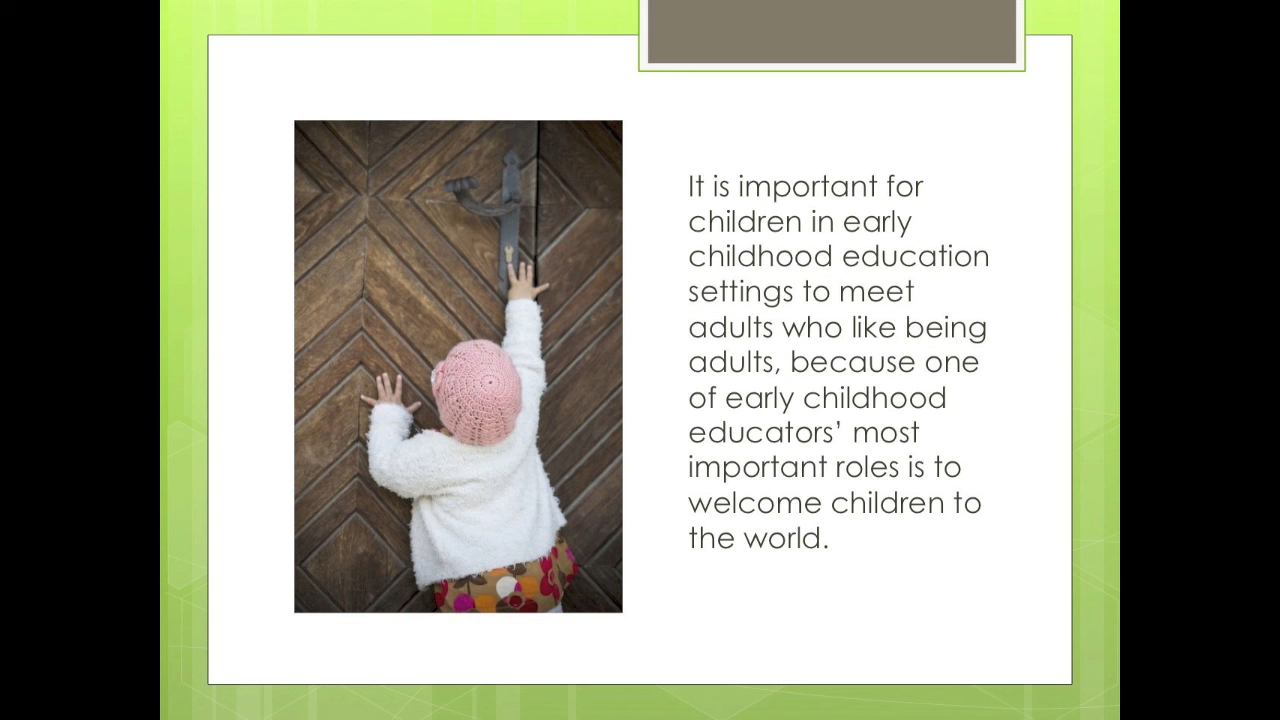 It is important for
children in early
childhood education
settings to meet
adults who like being
adults, because one
of early childhood
educators’ most
important roles is to
welcome children to
the world.